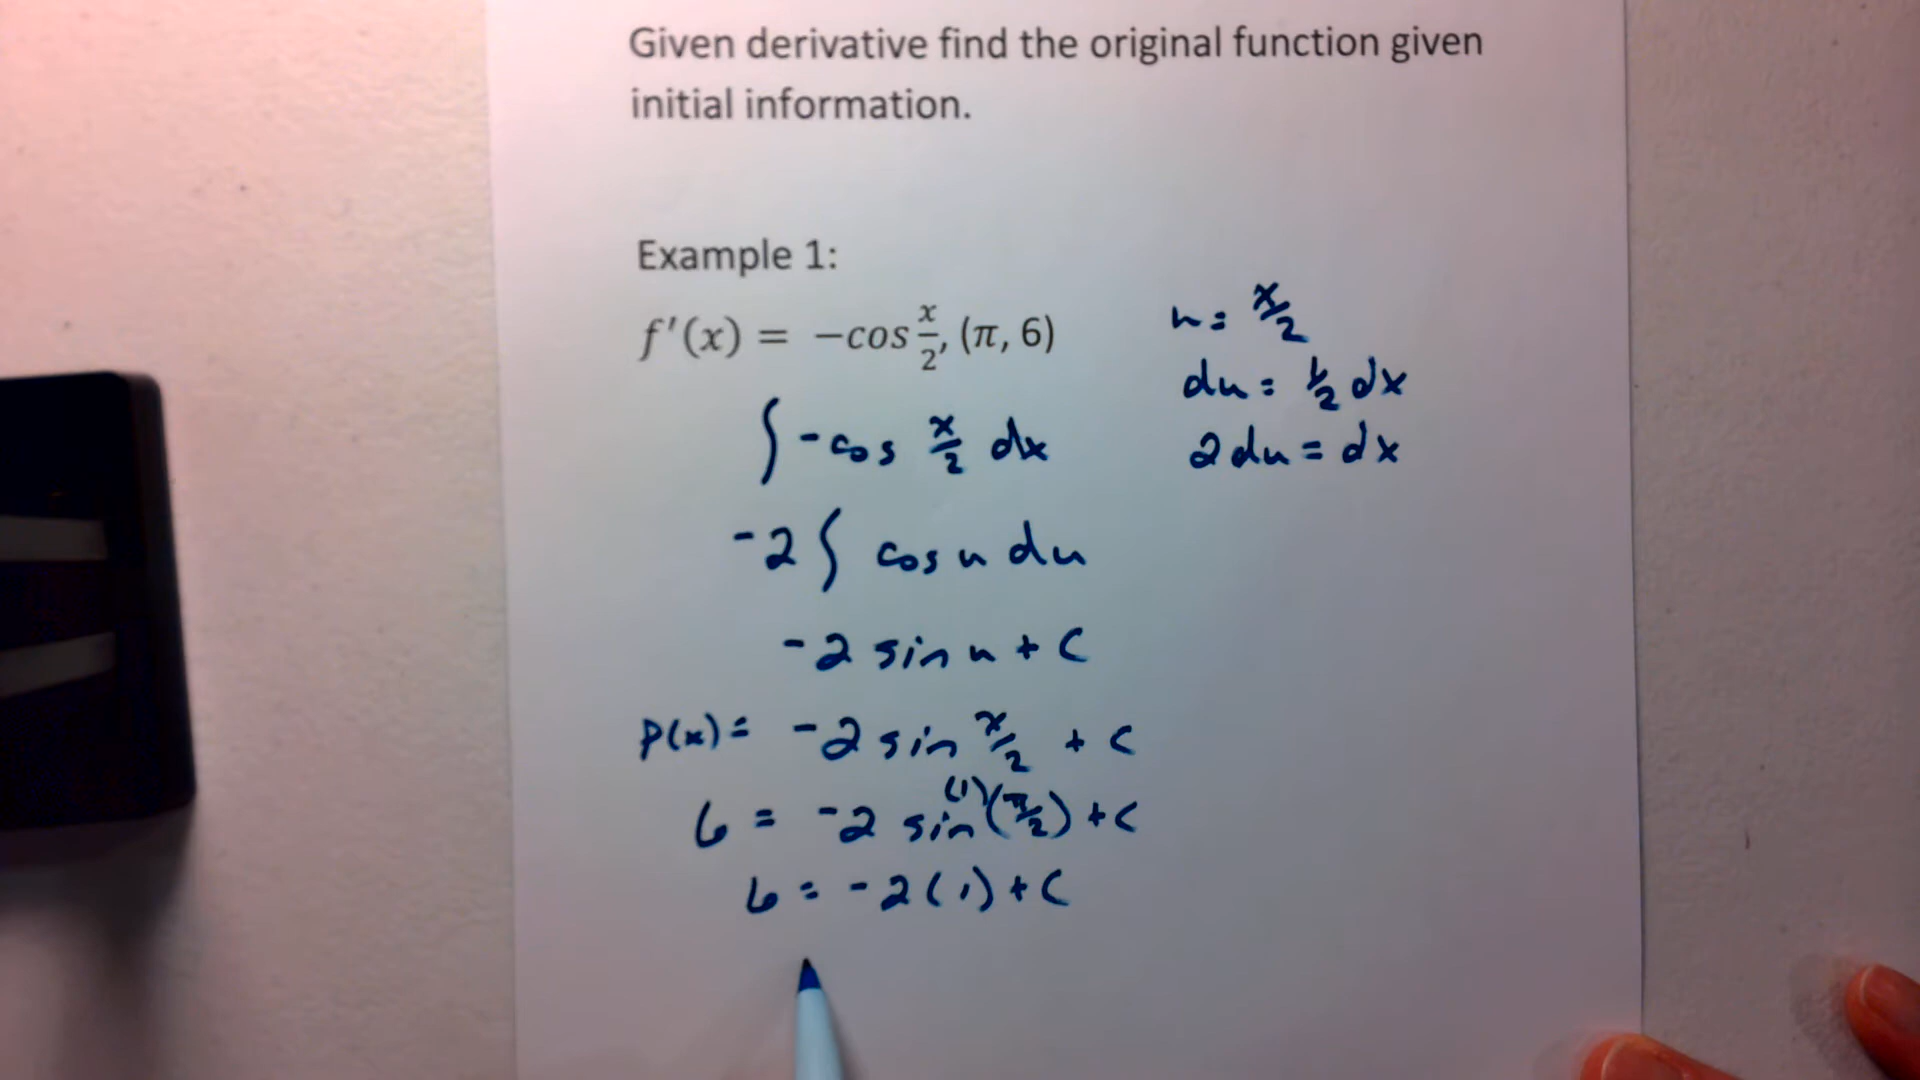 Given derivative find the original function given
initial information.
Example 1:
f'(x) = −cos x/2, (π, 6)
u = x/2
du = 1/2 dx
2 du = dx
∫ -cos x/2 dx
-2 ∫ cos u du
-2 sin u + C
P(x) = -2 sin x/2 + C
(1)
6 = -2 sin (π/2) + C
6 = -2(1) + C